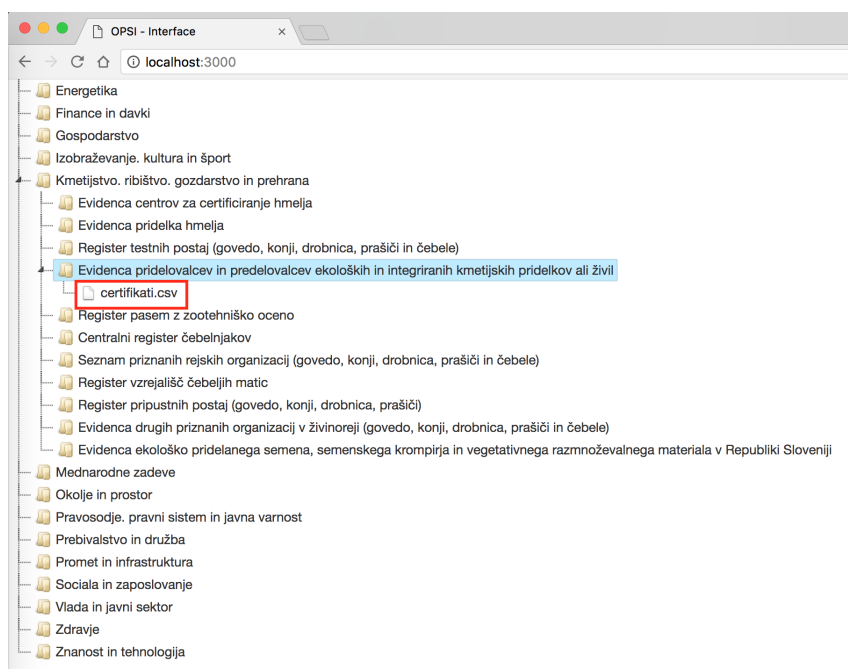 OPSI - Interface
localhost:3000
Energetika
Finance in davki
Gospodarstvo
Izobraževanje. kultura in šport
Kmetijstvo. ribištvo. gozdarstvo in prehrana
Evidenca centrov za certificiranje hmelja
Evidenca pridelka hmelja
Register testnih postaj (govedo, konji, drobnica, prašiči in čebele)
Evidenca pridelovalcev in predelovalcev ekoloških in integriranih kmetijskih pridelkov ali živil
certifikati.csv
Register pasem z zootehniško oceno
Centralni register čebelnjakov
Seznam priznanih rejskih organizacij (govedo, konji, drobnica, prašiči in čebele)
Register vzrejališč čebeljih matic
Register pripustnih postaj (govedo, konji, drobnica, prašiči)
Evidenca drugih priznanih organizacij v živinoreji (govedo, konji, drobnica, prašiči in čebele)
Evidenca ekološko pridelanega semena, semenskega krompirja in vegetativnega razmnoževalnega materiala v Republiki Sloveniji
Mednarodne zadeve
Okolje in prostor
Pravosodje. pravni sistem in javna varnost
Prebivalstvo in družba
Promet in infrastruktura
Sociala in zaposlovanje
Vlada in javni sektor
Zdravje
Znanost in tehnologija